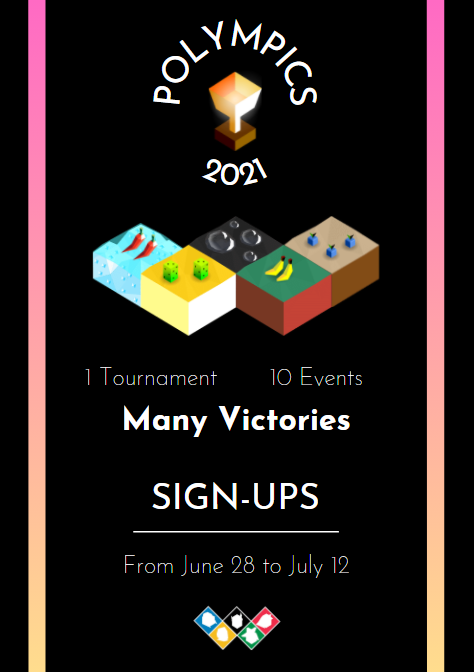 POLYMPICS
2021
1 Tournament 10 Events
Many Victories
SIGN-UPS
From June 28 to July 12